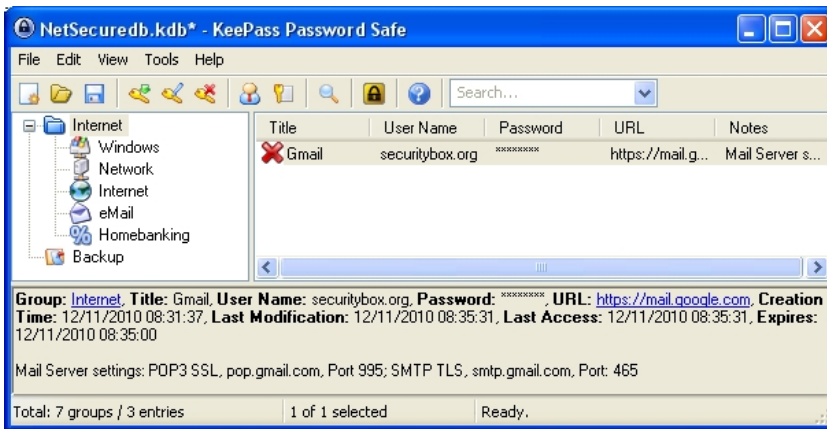 NetSecuredb.kdb* - KeePass Password Safe
File Edit View Tools Help
Search...
Internet
Windows
Network
Internet
eMail
Homebanking
Backup
Title User Name Password URL Notes
Gmail securitybox.org ******** https://mail.g... Mail Server s...
Group: Internet, Title: Gmail, User Name: securitybox.org, Password: ********, URL: https://mail.google.com, Creation
Time: 12/11/2010 08:31:37, Last Modification: 12/11/2010 08:35:31, Last Access: 12/11/2010 08:35:31, Expires:
12/11/2010 08:35:00
Mail Server settings: POP3 SSL, pop.gmail.com, Port 995; SMTP TLS, smtp.gmail.com, Port: 465
Total: 7 groups / 3 entries 1 of 1 selected Ready.